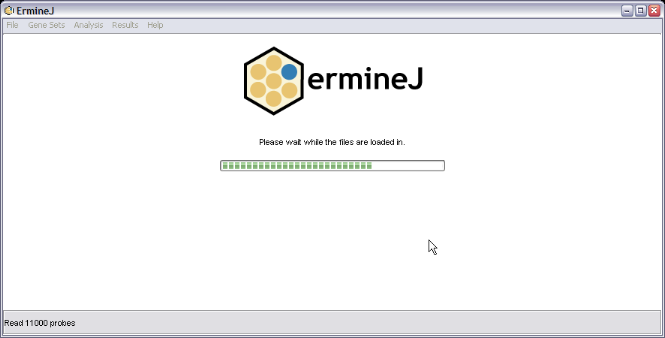 ErmineJ
File Gene Sets Analysis Results Help
ermineJ
Please wait while the files are loaded in.
Read 11000 probes